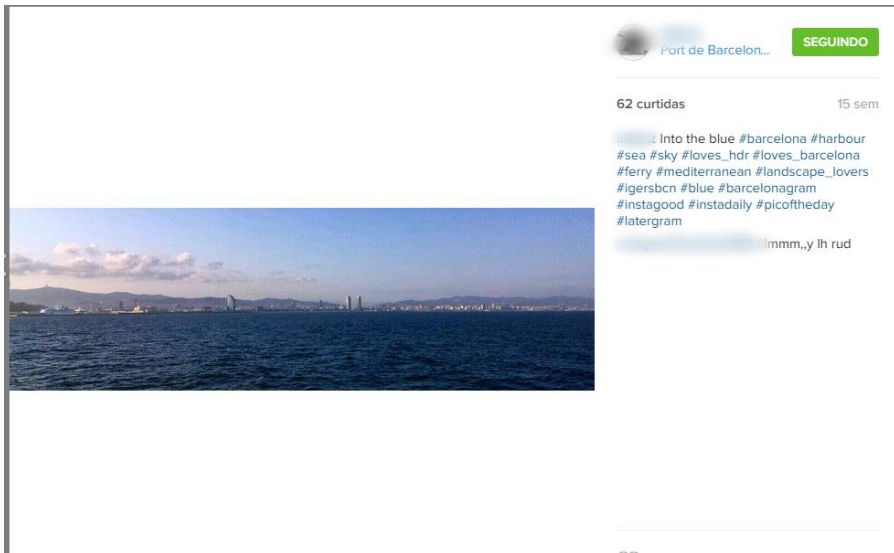 Port de Barcelon...
SEGUINDO
62 curtidas
15 sem
Into the blue #barcelona #harbour
#sea #sky #loves_hdr #loves_barcelona
#ferry #mediterranean #landscape_lovers
#igersbcn #blue #barcelonagram
#instagood #instadaily #picoftheday
#latergram
lh rud